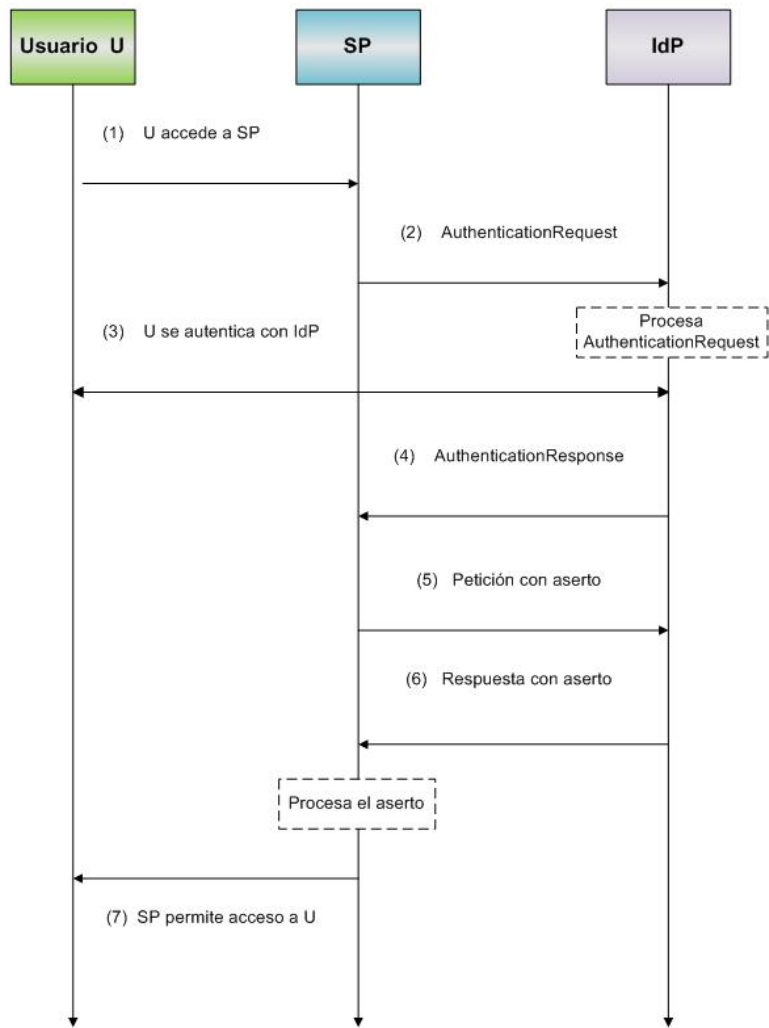 Usuario U
SP
IdP
(1) U accede a SP
(2) AuthenticationRequest
(3) U se autentica con IdP
Procesa
AuthenticationRequest
(4) AuthenticationResponse
(5) Petición con aserto
(6) Respuesta con aserto
Procesa el aserto
(7) SP permite acceso a U